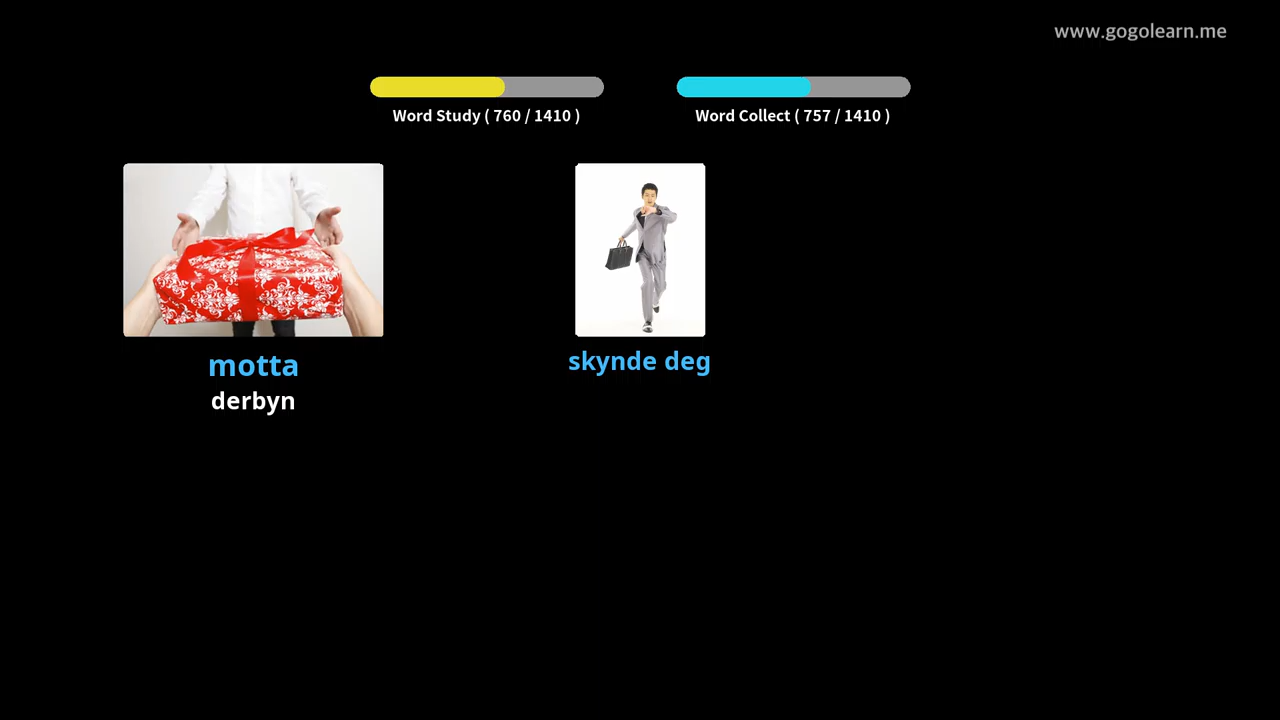 www.gogolearn.me
Word Study ( 760 / 1410 )
Word Collect ( 757 / 1410 )
motta
derbyn
skynde deg